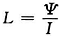 L = Ψ / I